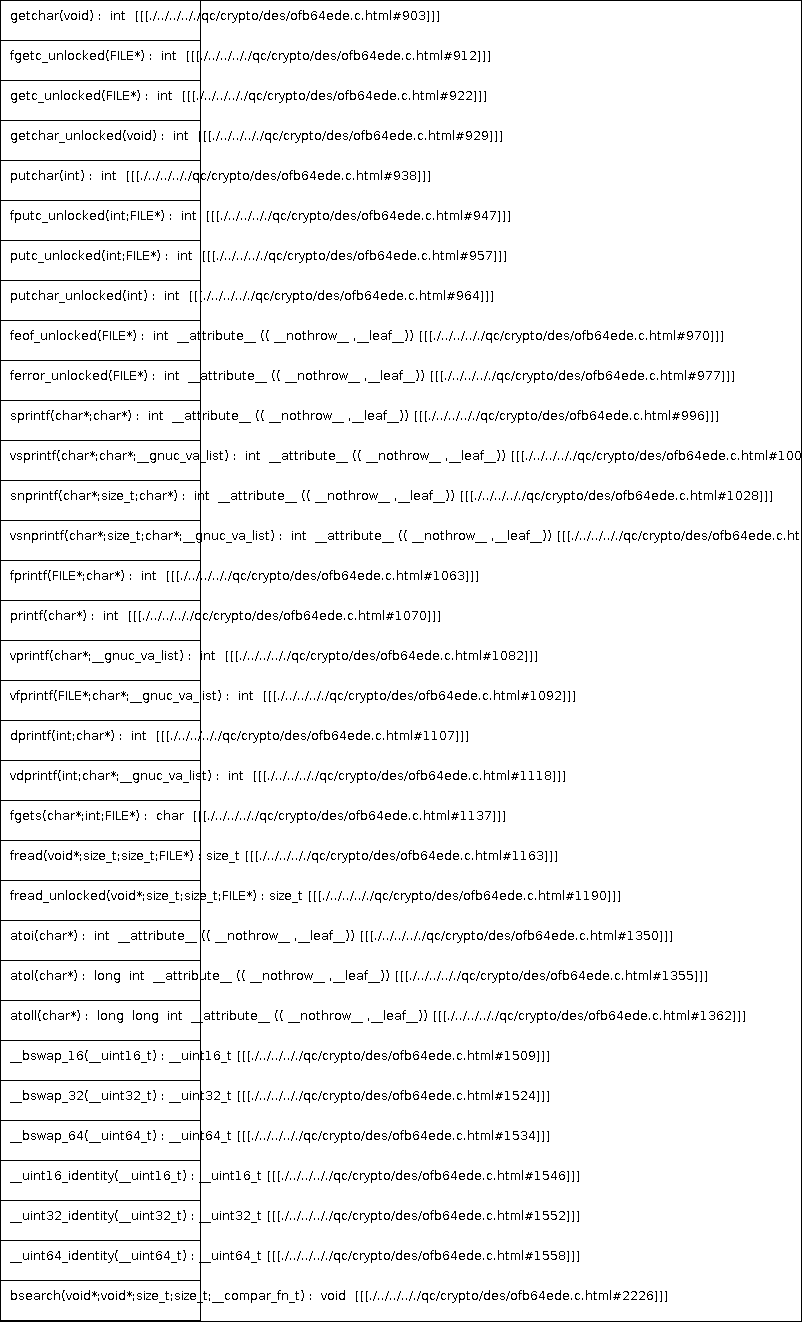 getchar(void) : int [[[./../../../qc/crypto/des/ofb64ede.c.html#903]]]
fgetc_unlocked(FILE*) : int [[[./../../../qc/crypto/des/ofb64ede.c.html#912]]]
getc_unlocked(FILE*) : int [[[./../../../qc/crypto/des/ofb64ede.c.html#922]]]
getchar_unlocked(void) : int [[[./../../../qc/crypto/des/ofb64ede.c.html#929]]]
putchar(int) : int [[[./../../../qc/crypto/des/ofb64ede.c.html#938]]]
fputc_unlocked(int;FILE*) : int [[[./../../../qc/crypto/des/ofb64ede.c.html#947]]]
putc_unlocked(int;FILE*) : int [[[./../../../qc/crypto/des/ofb64ede.c.html#957]]]
putchar_unlocked(int) : int [[[./../../../qc/crypto/des/ofb64ede.c.html#964]]]
feof_unlocked(FILE*) : int __attribute__ (( __nothrow__ ,__leaf__)) [[[./../../../qc/crypto/des/ofb64ede.c.html#970]]]
ferror_unlocked(FILE*) : int __attribute__ (( __nothrow__ ,__leaf__)) [[[./../../../qc/crypto/des/ofb64ede.c.html#977]]]
sprintf(char*;char*) : int __attribute__ (( __nothrow__ ,__leaf__)) [[[./../../../qc/crypto/des/ofb64ede.c.html#996]]]
vsprintf(char*;char*;__gnuc_va_list) : int __attribute__ (( __nothrow__ ,__leaf__)) [[[./../../../qc/crypto/des/ofb64ede.c.html#100
snprintf(char*;size_t;char*) : int __attribute__ (( __nothrow__ ,__leaf__)) [[[./../../../qc/crypto/des/ofb64ede.c.html#1028]]]
vsnprintf(char*;size_t;char*;__gnuc_va_list) : int __attribute__ (( __nothrow__ ,__leaf__)) [[[./../../../qc/crypto/des/ofb64ede.c.ht
fprintf(FILE*;char*) : int [[[./../../../qc/crypto/des/ofb64ede.c.html#1063]]]
printf(char*) : int [[[./../../../qc/crypto/des/ofb64ede.c.html#1070]]]
vprintf(char*;__gnuc_va_list) : int [[[./../../../qc/crypto/des/ofb64ede.c.html#1082]]]
vfprintf(FILE*;char*;__gnuc_va_list) : int [[[./../../../qc/crypto/des/ofb64ede.c.html#1092]]]
dprintf(int;char*) : int [[[./../../../qc/crypto/des/ofb64ede.c.html#1107]]]
vdprintf(int;char*;__gnuc_va_list) : int [[[./../../../qc/crypto/des/ofb64ede.c.html#1118]]]
fgets(char*;int;FILE*) : char [[[./../../../qc/crypto/des/ofb64ede.c.html#1137]]]
fread(void*;size_t;size_t;FILE*) : size_t [[[./../../../qc/crypto/des/ofb64ede.c.html#1163]]]
fread_unlocked(void*;size_t;size_t;FILE*) : size_t [[[./../../../qc/crypto/des/ofb64ede.c.html#1190]]]
atoi(char*) : int __attribute__ (( __nothrow__ ,__leaf__)) [[[./../../../qc/crypto/des/ofb64ede.c.html#1350]]]
atol(char*) : long int __attribute__ (( __nothrow__ ,__leaf__)) [[[./../../../qc/crypto/des/ofb64ede.c.html#1355]]]
atoll(char*) : long long int __attribute__ (( __nothrow__ ,__leaf__)) [[[./../../../qc/crypto/des/ofb64ede.c.html#1362]]]
__bswap_16(__uint16_t) : __uint16_t [[[./../../../qc/crypto/des/ofb64ede.c.html#1509]]]
__bswap_32(__uint32_t) : __uint32_t [[[./../../../qc/crypto/des/ofb64ede.c.html#1524]]]
__bswap_64(__uint64_t) : __uint64_t [[[./../../../qc/crypto/des/ofb64ede.c.html#1534]]]
__uint16_identity(__uint16_t) : __uint16_t [[[./../../../qc/crypto/des/ofb64ede.c.html#1546]]]
__uint32_identity(__uint32_t) : __uint32_t [[[./../../../qc/crypto/des/ofb64ede.c.html#1552]]]
__uint64_identity(__uint64_t) : __uint64_t [[[./../../../qc/crypto/des/ofb64ede.c.html#1558]]]
bsearch(void*;void*;size_t;size_t;__compar_fn_t) : void [[[./../../../qc/crypto/des/ofb64ede.c.html#2226]]]